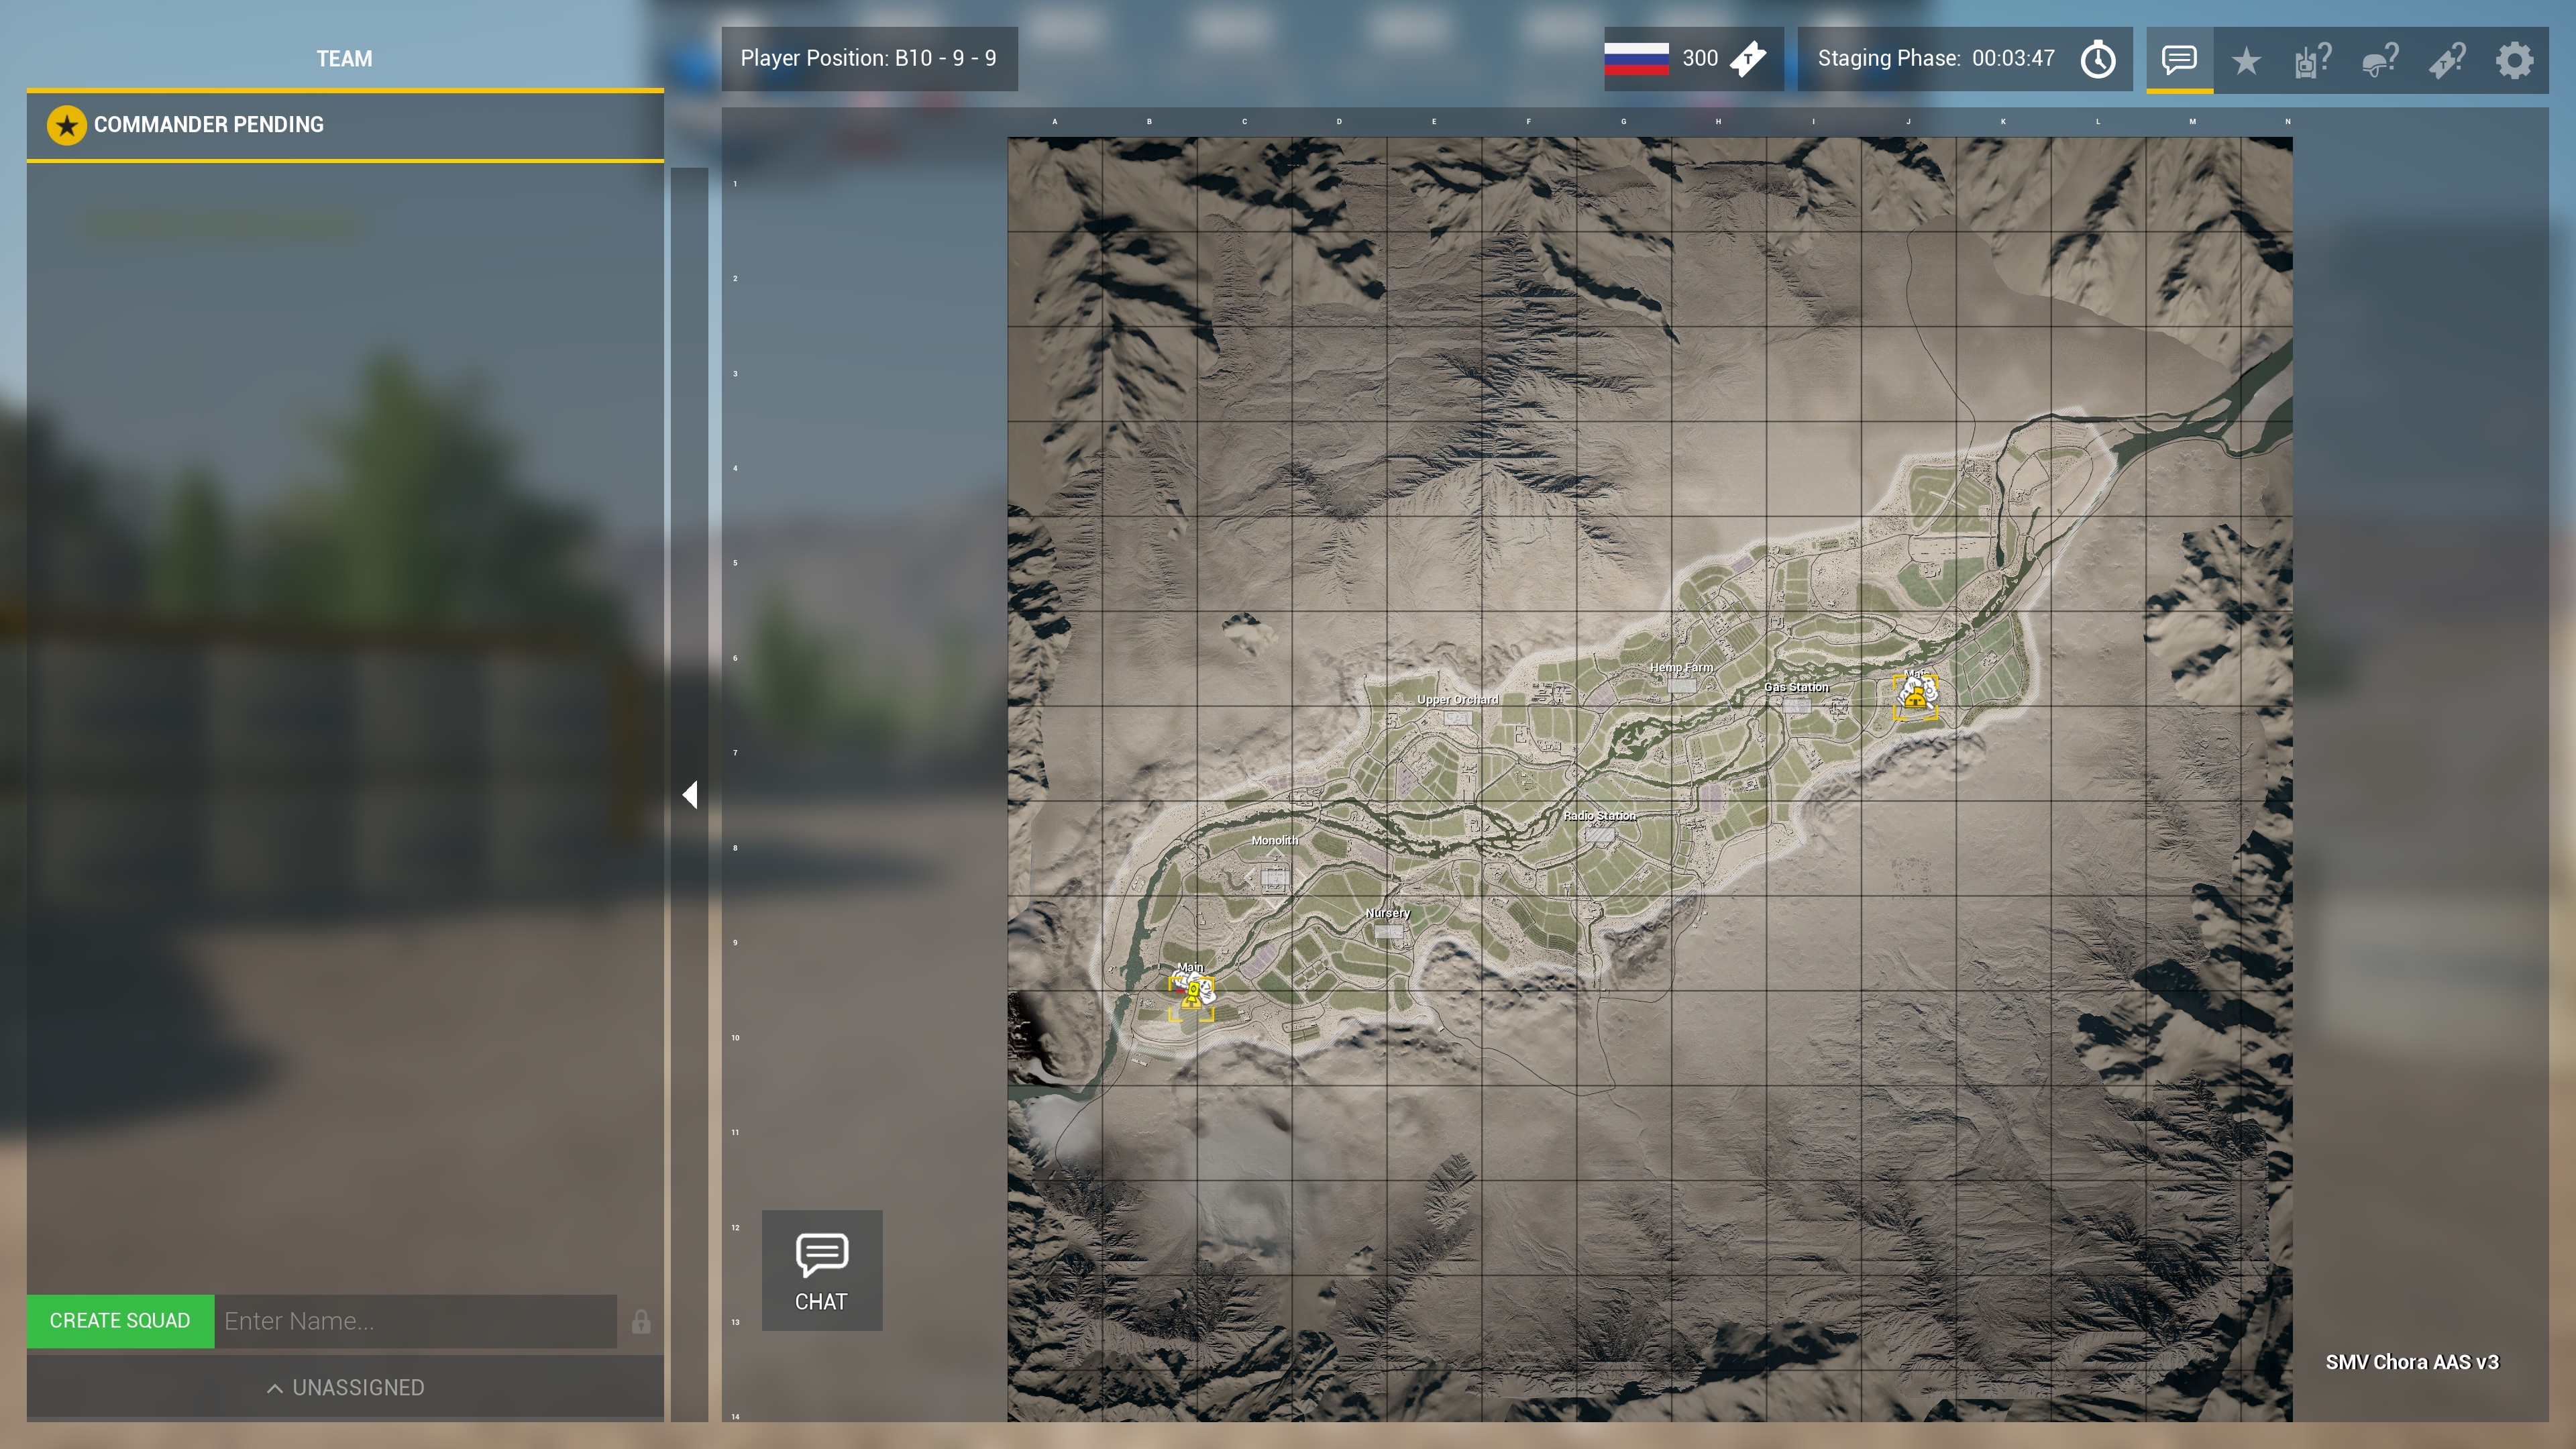 TEAM
Player Position: B10 - 9 - 9
300
T
Staging Phase: 00:03:47
COMMANDER PENDING
A B C D E F G H I J K L M N
1
2
3
4
5
6
7
8
9
10
11
12
13
14
Hemp Farm
Main
Gas Station
Upper Orchard
Radio Station
Monolith
Nursery
Main
CHAT
CREATE SQUAD
Enter Name...
UNASSIGNED
SMV Chora AAS v3